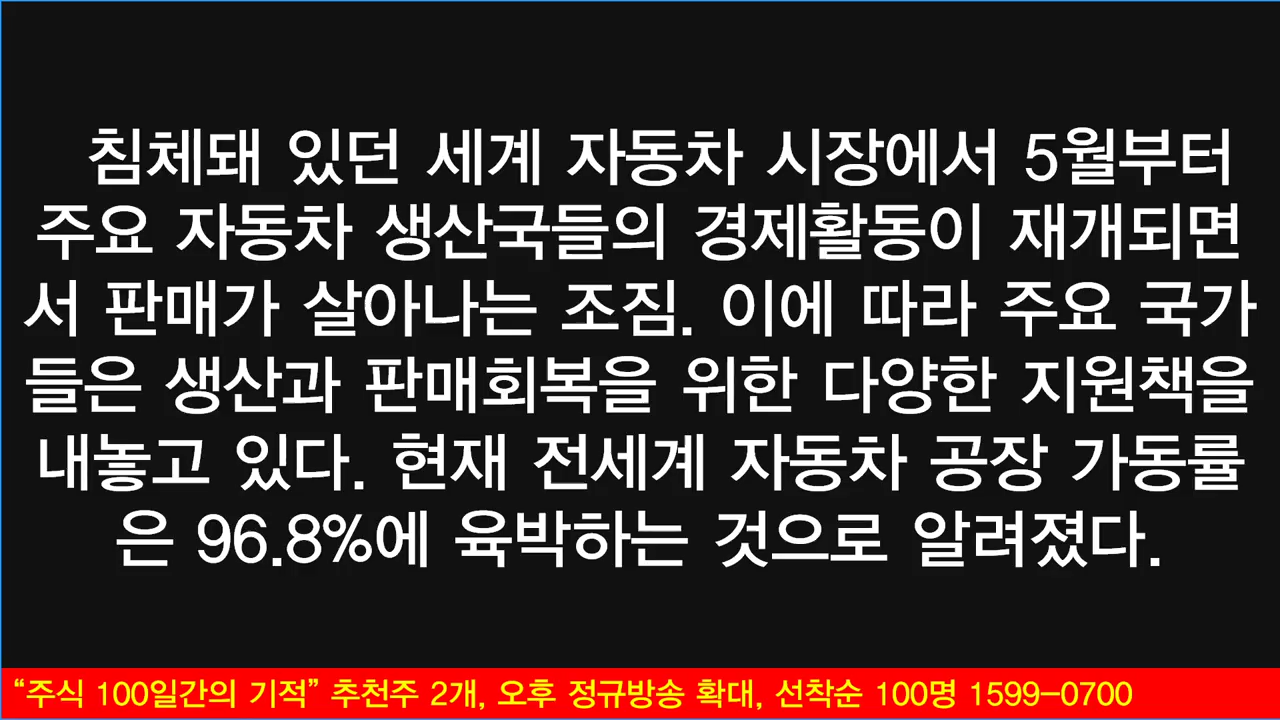 침체돼 있던 세계 자동차 시장에서 5월부터
주요 자동차 생산국들의 경제활동이 재개되면
서 판매가 살아나는 조짐. 이에 따라 주요 국가
들은 생산과 판매회복을 위한 다양한 지원책을
내놓고 있다. 현재 전세계 자동차 공장 가동률
은 96.8%에 육박하는 것으로 알려졌다.
“주식 100일간의 기적” 추천주 2개, 오후 정규방송 확대, 선착순 100명 1599-0700